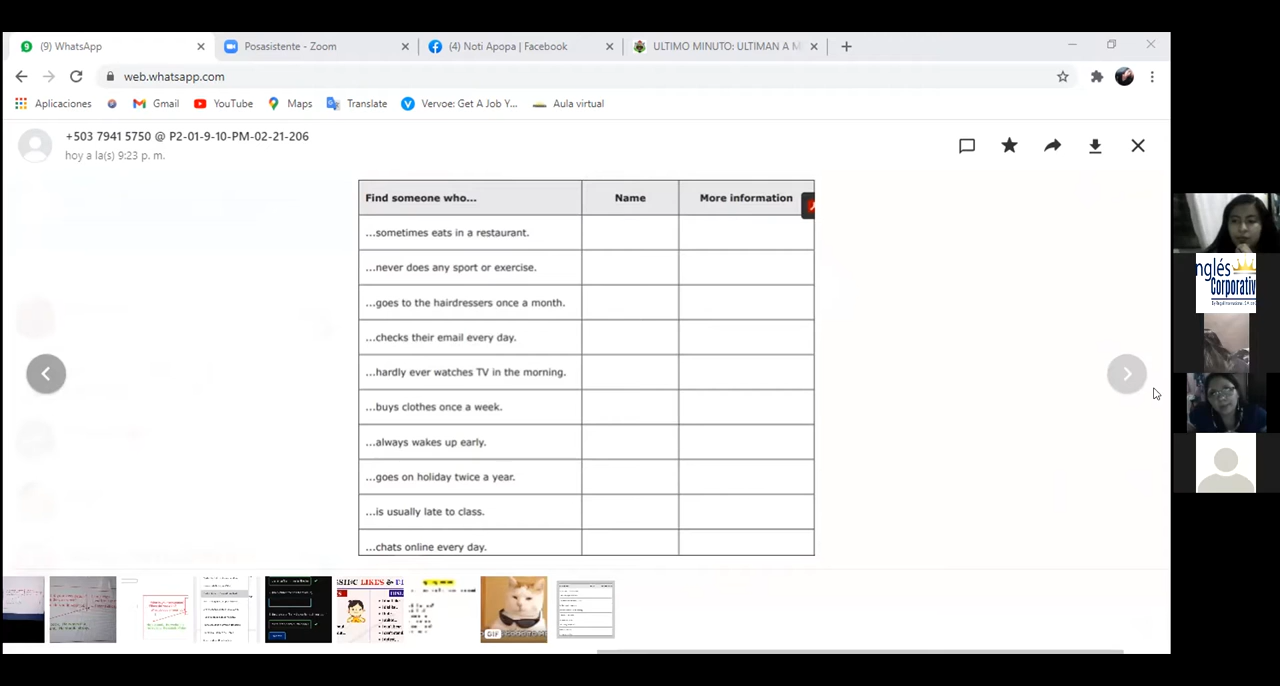 (9) WhatsApp
Posasistente - Zoom
(4) Noti Apopa | Facebook
ULTIMO MINUTO: ULTIMAN A M
web.whatsapp.com
Aplicaciones
Gmail
YouTube
Maps
Translate
Vervoe: Get A Job Y...
Aula virtual
+503 7941 5750 @ P2-01-9-10-PM-02-21-206
hoy a la(s) 9:23 p. m.
Find someone who... Name More information
...sometimes eats in a restaurant.
...never does any sport or exercise.
...goes to the hairdressers once a month.
...checks their email every day.
...hardly ever watches TV in the morning.
...buys clothes once a week.
...always wakes up early.
...goes on holiday twice a year.
...is usually late to class.
...chats online every day.
nglés
Corporativ
GIF